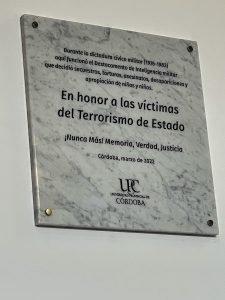 Durante la dictadura cívico militar (1976-1983)
aquí funcionó el Destacamento de Inteligencia militar
que decidió secuestros, torturas, asesinatos, desapariciones y
apropiación de niñas y niños.
En honor a las víctimas
del Terrorismo de Estado
¡Nunca Más! Memoria, Verdad, Justicia
Córdoba, marzo de 2023
UPC
UNIVERSIDAD PROVINCIAL DE
CÓRDOBA